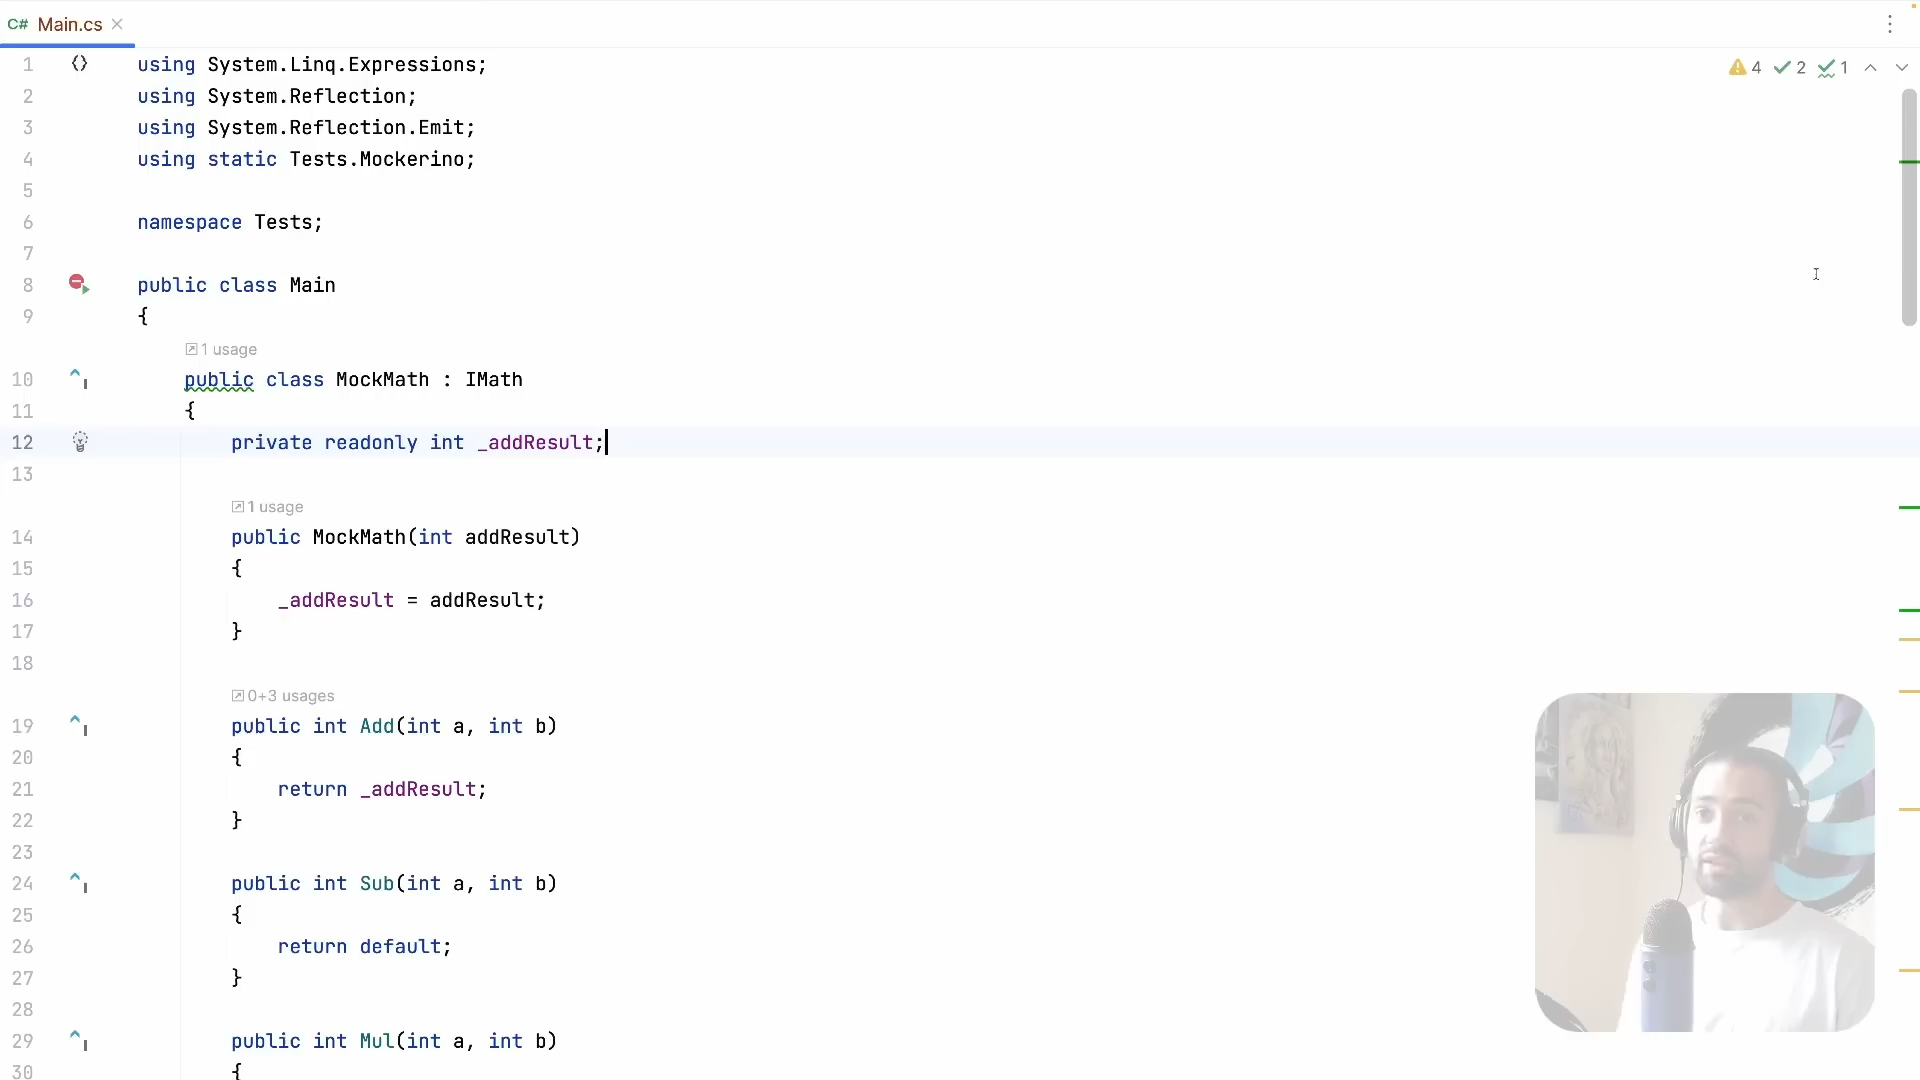 C# Main.cs
4 2 1
1 using System.Linq.Expressions;
2 using System.Reflection;
3 using System.Reflection.Emit;
4 using static Tests.Mockerino;
5
6 namespace Tests;
7
8 public class Main
9 {
1 usage
10 public class MockMath : IMath
11 {
12 private readonly int _addResult;
13
1 usage
14 public MockMath(int addResult)
15 {
16 _addResult = addResult;
17 }
18
0+3 usages
19 public int Add(int a, int b)
20 {
21 return _addResult;
22 }
23
24 public int Sub(int a, int b)
25 {
26 return default;
27 }
28
29 public int Mul(int a, int b)
30 {